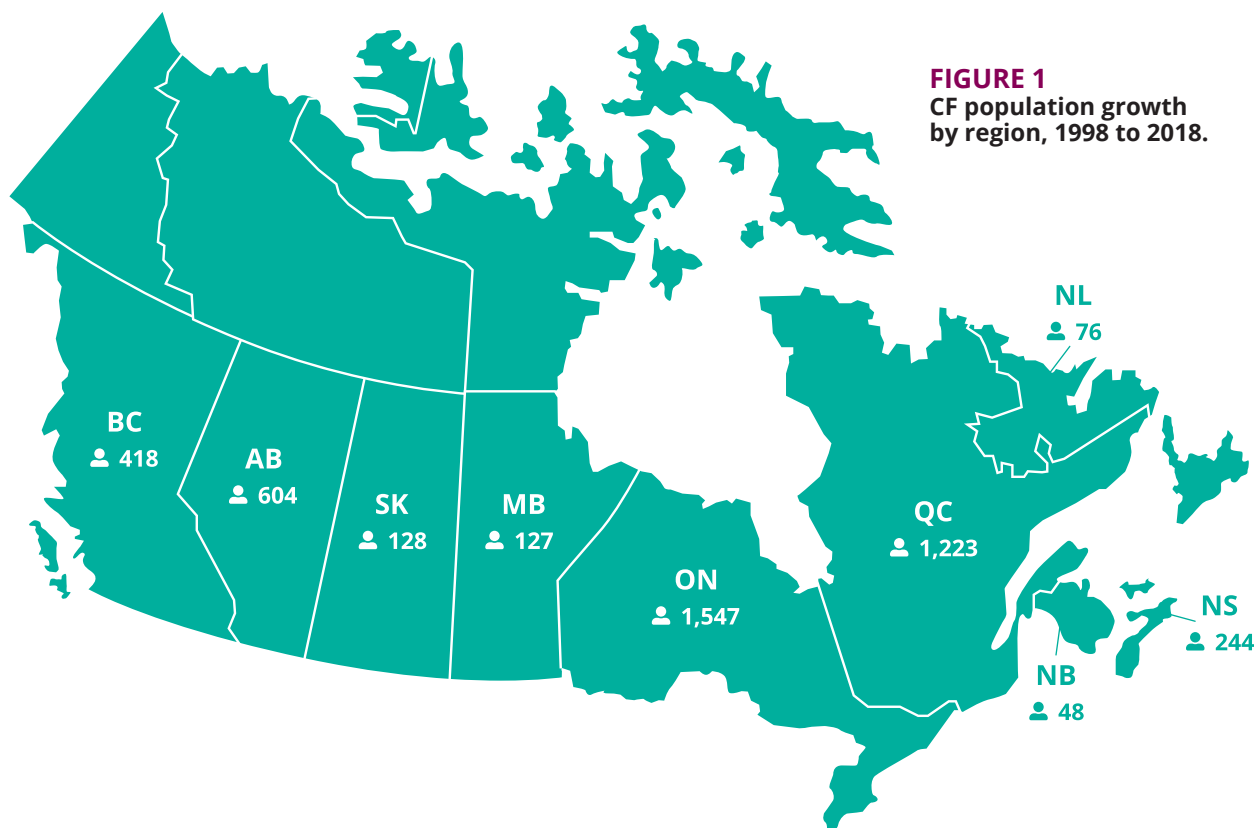 FIGURE 1
CF population growth
by region, 1998 to 2018.
NL
76
BC
418
AB
604
SK
128
MB
127
QC
1,223
ON
1,547
NS
244
NB
48